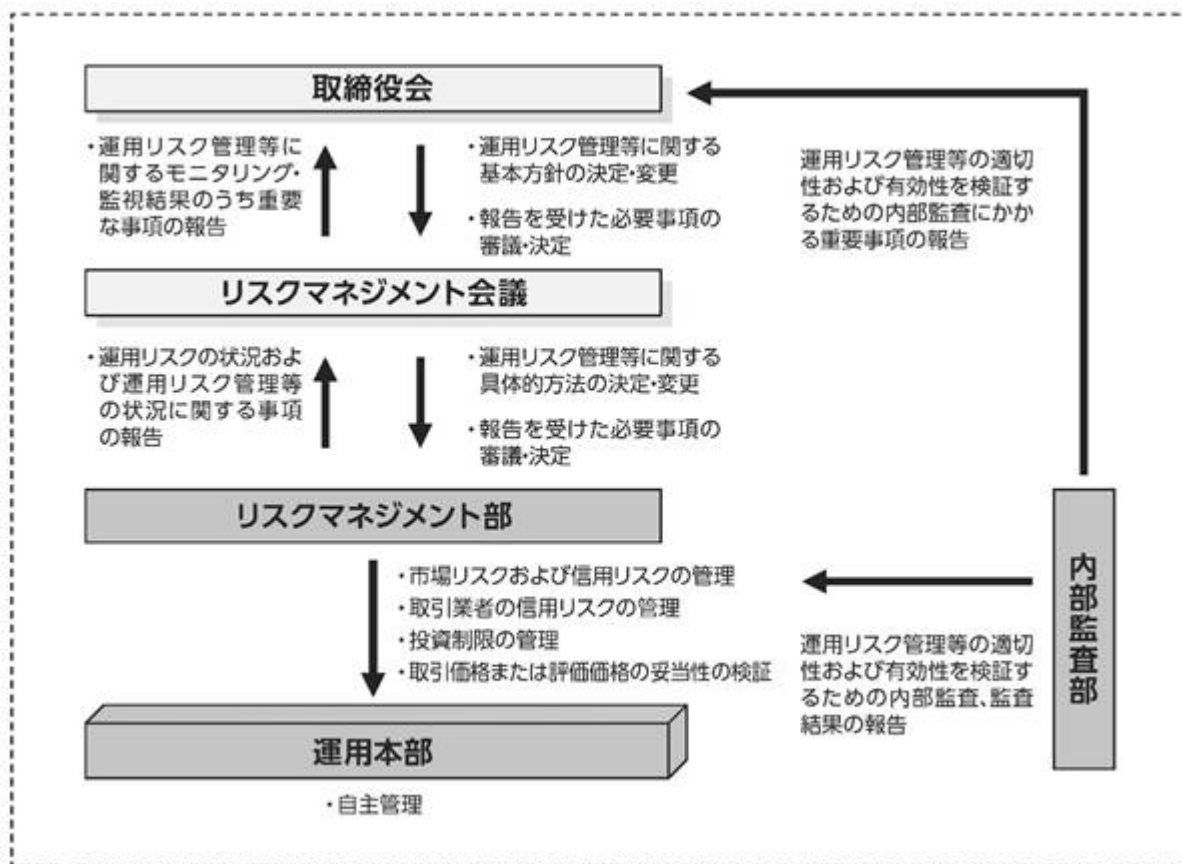 取締役会
・運用リスク管理等に
関するモニタリング・
監視結果のうち重要
な事項の報告
・運用リスク管理等に関する
基本方針の決定・変更
・報告を受けた必要事項の
審議・決定
運用リスク管理等の適切
性および有効性を検証す
るための内部監査にかか
る重要事項の報告
リスクマネジメント会議
・運用リスクの状況およ
び運用リスク管理等
の状況に関する事項
の報告
・運用リスク管理等に関する
具体的方法の決定・変更
・報告を受けた必要事項の
審議・決定
リスクマネジメント部
・市場リスクおよび信用リスクの管理
・取引業者の信用リスクの管理
・投資制限の管理
・取引価格または評価価格の妥当性の検証
運用リスク管理等の適切
性および有効性を検証す
るための内部監査、監査
結果の報告
内部監査部
運用本部
・自主管理